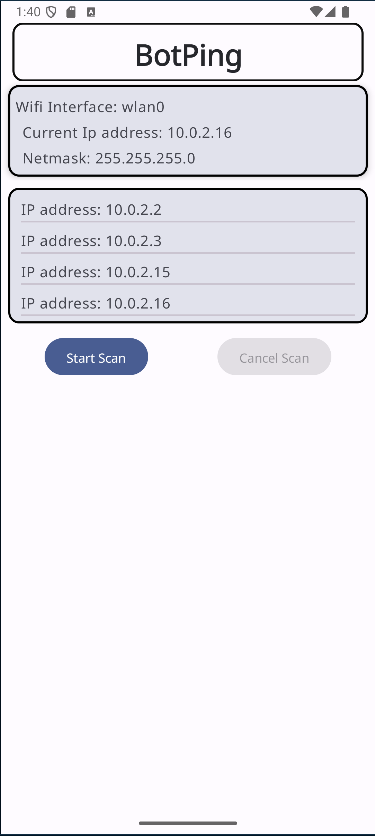 1:40
BotPing
Wifi Interface: wlan0
Current Ip address: 10.0.2.16
Netmask: 255.255.255.0
IP address: 10.0.2.2
IP address: 10.0.2.3
IP address: 10.0.2.15
IP address: 10.0.2.16
Start Scan
Cancel Scan